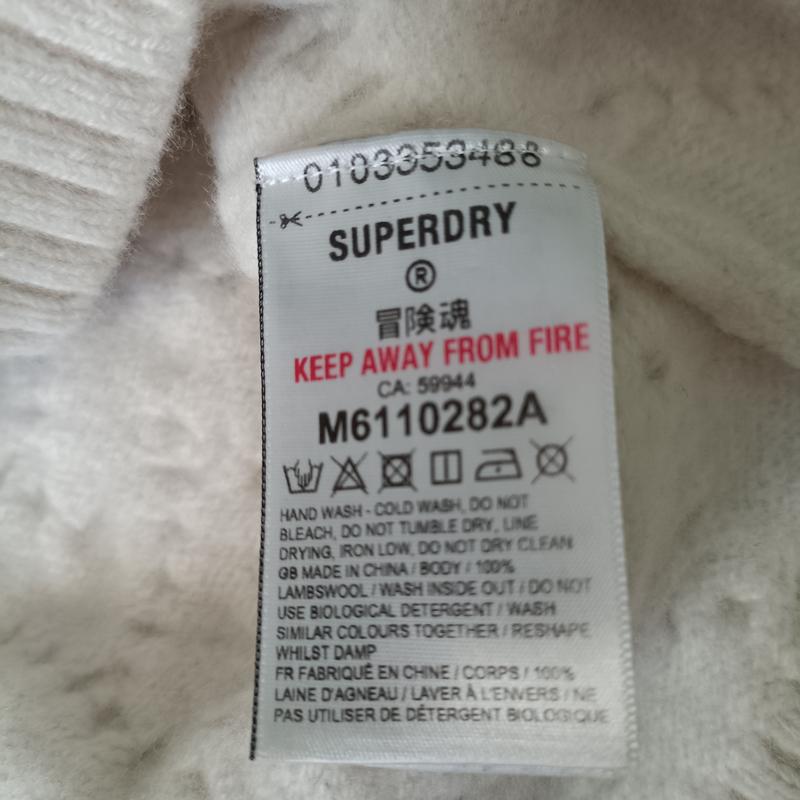 0103353488
SUPERDRY
®
冒険魂
KEEP AWAY FROM FIRE
CA: 59944
M6110282A
HAND WASH - COLD WASH, DO NOT
BLEACH, DO NOT TUMBLE DRY, LINE
DRYING, IRON LOW, DO NOT DRY CLEAN
GB MADE IN CHINA / BODY / 100%
LAMBSWOOL / WASH INSIDE OUT / DO NOT
USE BIOLOGICAL DETERGENT / WASH
SIMILAR COLOURS TOGETHER / RESHAPE
WHILST DAMP
FR FABRIQUÉ EN CHINE / CORPS / 100%
LAINE D'AGNEAU / LAVER À L'ENVERS / NE
PAS UTILISER DE DÉTERGENT BIOLOGIQUE